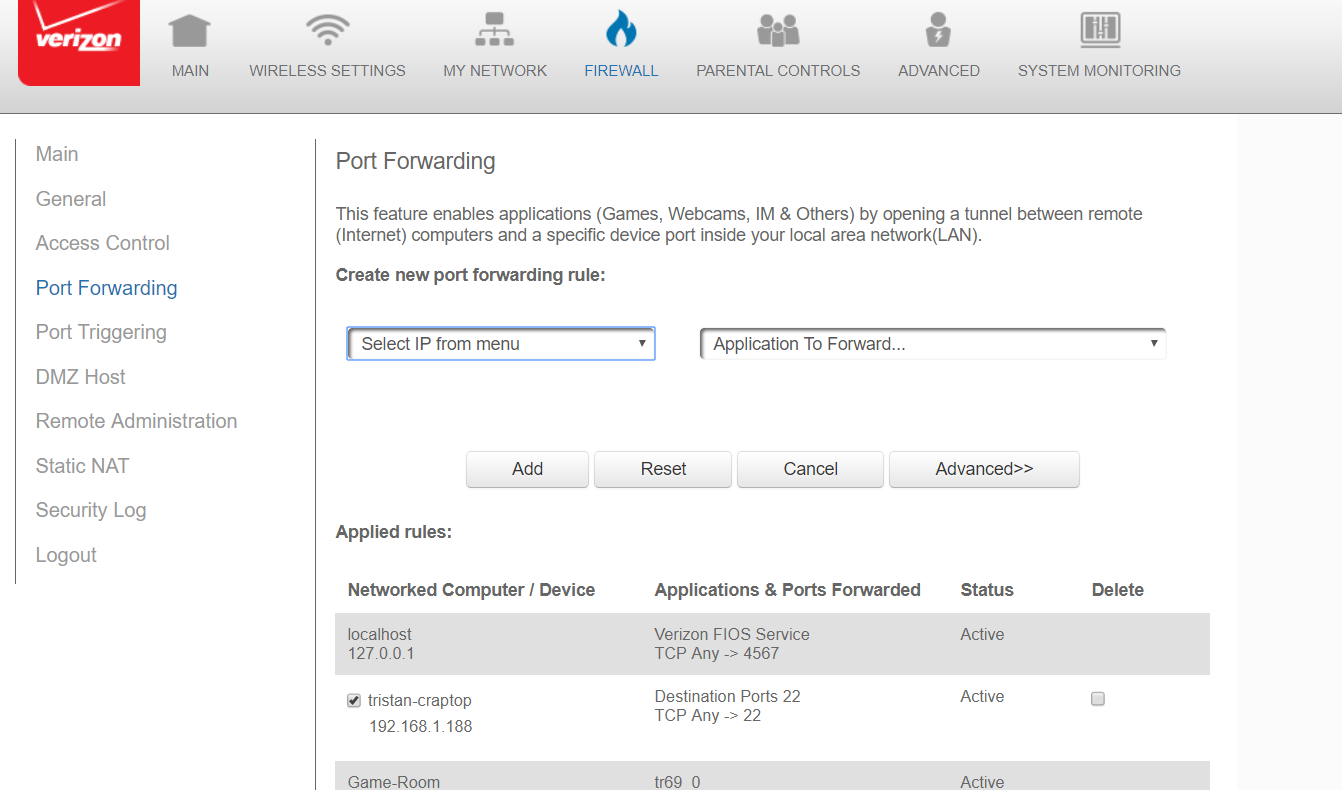 verizon
MAIN WIRELESS SETTINGS MY NETWORK FIREWALL PARENTAL CONTROLS ADVANCED SYSTEM MONITORING
Main
General
Access Control
Port Forwarding
Port Triggering
DMZ Host
Remote Administration
Static NAT
Security Log
Logout
Port Forwarding
This feature enables applications (Games, Webcams, IM & Others) by opening a tunnel between remote
(Internet) computers and a specific device port inside your local area network(LAN).
Create new port forwarding rule:
Select IP from menu Application To Forward...
Add Reset Cancel Advanced>>
Applied rules:
Networked Computer / Device Applications & Ports Forwarded Status Delete
localhost Verizon FIOS Service Active
127.0.0.1 TCP Any -> 4567
tristan-craptop Destination Ports 22 Active
192.168.1.188 TCP Any -> 22
Game-Room tr69_0 Active